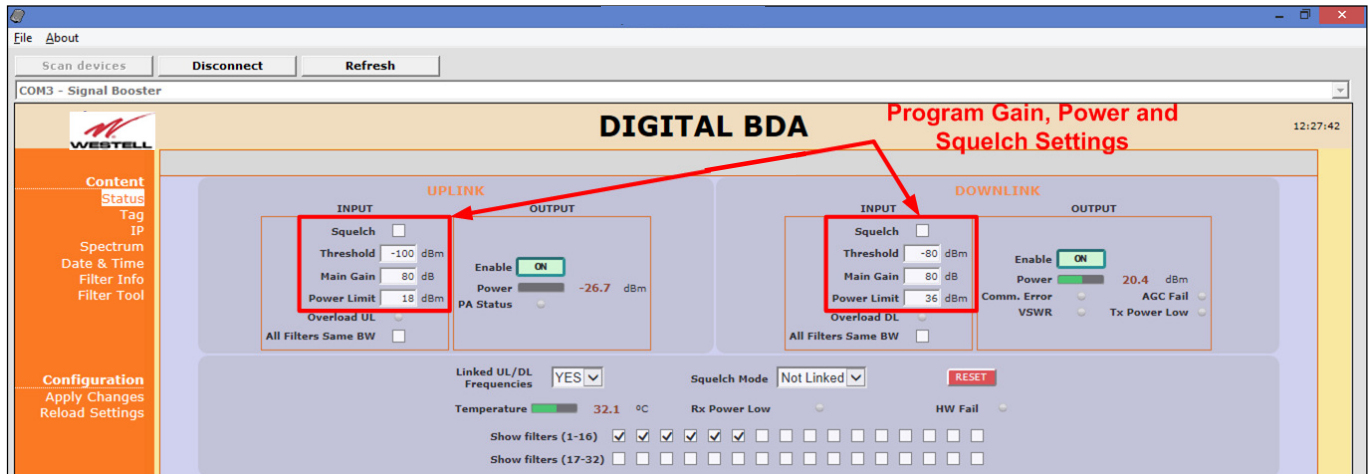 File About
Scan devices Disconnect Refresh
COM3 - Signal Booster
WESTELL
DIGITAL BDA
Program Gain, Power and
Squelch Settings
12:27:42
Content
Status
Tag
IP
Spectrum
Date & Time
Filter Info
Filter Tool
Configuration
Apply Changes
Reload Settings
UPLINK
INPUT
Squelch
Threshold -100 dBm
Main Gain 80 dB
Power Limit 18 dBm
Overload UL
All Filters Same BW
OUTPUT
Enable ON
Power -26.7 dBm
PA Status
DOWNLINK
INPUT
Squelch
Threshold -80 dBm
Main Gain 80 dB
Power Limit 36 dBm
Overload DL
All Filters Same BW
OUTPUT
Enable ON
Power 20.4 dBm
Comm. Error AGC Fail
VSWR Tx Power Low
Linked UL/DL
Frequencies YES
Squelch Mode Not Linked
RESET
Temperature 32.1 ºC Rx Power Low HW Fail
Show filters (1-16)
Show filters (17-32)